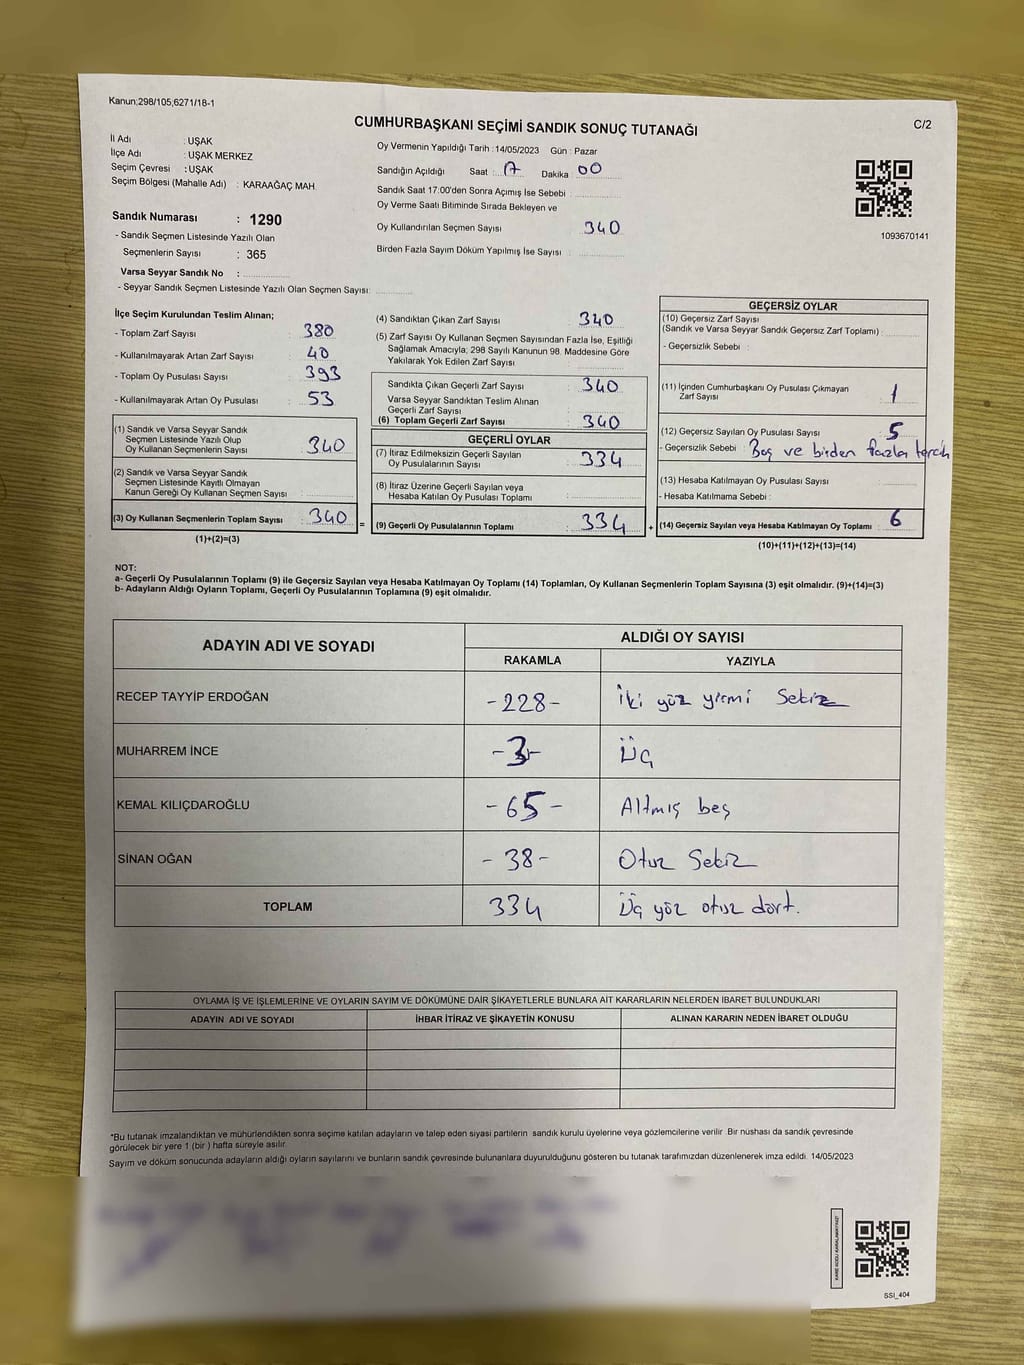 Kanun;298/105,6271/18-1
CUMHURBAŞKANI SEÇİMİ SANDIK SONUÇ TUTANAĞI
C/2
İl Adı : UŞAK
İlçe Adı : UŞAK MERKEZ
Seçim Çevresi : UŞAK
Seçim Bölgesi (Mahalle Adı) : KARAAĞAÇ MAH.
Sandık Numarası : 1290
- Sandık Seçmen Listesinde Yazılı Olan
Seçmenlerin Sayısı : 365
Varsa Seyyar Sandık No :
- Seyyar Sandık Seçmen Listesinde Yazılı Olan Seçmen Sayısı:
Oy Vermenin Yapıldığı Tarih :14/05/2023 Gün : Pazar
Sandığın Açıldığı Saat : 17 Dakika : 00
Sandık Saat 17:00'den Sonra Açımış İse Sebebi :
Oy Verme Saati Bitiminde Sırada Bekleyen ve
Oy Kullandırılan Seçmen Sayısı : 340
Birden Fazla Sayım Döküm Yapılmış İse Sayısı :
1093670141
İlçe Seçim Kurulundan Teslim Alınan;
- Toplam Zarf Sayısı : 380
- Kullanılmayarak Artan Zarf Sayısı : 40
- Toplam Oy Pusulası Sayısı : 393
- Kullanılmayarak Artan Oy Pusulası : 53
(1) Sandık ve Varsa Seyyar Sandık
Seçmen Listesinde Yazılı Olup
Oy Kullanan Seçmenlerin Sayısı : 340
(2) Sandık ve Varsa Seyyar Sandık
Seçmen Listesinde Kayıtlı Olmayan
Kanun Gereği Oy Kullanan Seçmen Sayısı :
(3) Oy Kullanan Seçmenlerin Toplam Sayısı : 340
(1)+(2)=(3)
=
(4) Sandıktan Çıkan Zarf Sayısı : 340
(5) Zarf Sayısı Oy Kullanan Seçmen Sayısından Fazla İse, Eşitliği
Sağlamak Amacıyla; 298 Sayılı Kanunun 98. Maddesine Göre
Yakılarak Yok Edilen Zarf Sayısı
Sandıkta Çıkan Geçerli Zarf Sayısı : 340
Varsa Seyyar Sandıktan Teslim Alınan
Geçerli Zarf Sayısı :
(6) Toplam Geçerli Zarf Sayısı : 340
GEÇERLİ OYLAR
(7) İtiraz Edilmeksizin Geçerli Sayılan
Oy Pusulalarının Sayısı : 334
(8) İtiraz Üzerine Geçerli Sayılan veya
Hesaba Katılan Oy Pusulası Toplamı :
(9) Geçerli Oy Pusulalarının Toplamı : 334
+
GEÇERSİZ OYLAR
(10) Geçersiz Zarf Sayısı
(Sandık ve Varsa Seyyar Sandık Geçersiz Zarf Toplamı) :
- Geçersizlik Sebebi :
(11) İçinden Cumhurbaşkanı Oy Pusulası Çıkmayan
Zarf Sayısı : 1
(12) Geçersiz Sayılan Oy Pusulası Sayısı : 5
- Geçersizlik Sebebi : Boş ve birden fazla tercih
(13) Hesaba Katılmayan Oy Pusulası Sayısı :
- Hesaba Katılmama Sebebi :
(14) Geçersiz Sayılan veya Hesaba Katılmayan Oy Toplamı : 6
(10)+(11)+(12)+(13)=(14)
NOT:
a- Geçerli Oy Pusulalarının Toplamı (9) ile Geçersiz Sayılan veya Hesaba Katılmayan Oy Toplamı (14) Toplamları, Oy Kullanan Seçmenlerin Toplam Sayısına (3) eşit olmalıdır. (9)+(14)=(3)
b- Adayların Aldığı Oyların Toplamı, Geçerli Oy Pusulalarının Toplamına (9) eşit olmalıdır.
ADAYIN ADI VE SOYADI
ALDIĞI OY SAYISI
RAKAMLA YAZIYLA
RECEP TAYYİP ERDOĞAN -228- İki yüz yirmi Sekiz
MUHARREM İNCE -3- Üç
KEMAL KILIÇDAROĞLU -65- Altmış beş
SİNAN OĞAN -38- Otuz Sekiz
TOPLAM 334 Üç yüz otuz dört.
OYLAMA İŞ VE İŞLEMLERİNE VE OYLARIN SAYIM VE DÖKÜMÜNE DAİR ŞİKAYETLERLE BUNLARA AİT KARARLARIN NELERDEN İBARET BULUNDUKLARI
ADAYIN ADI VE SOYADI İHBAR İTİRAZ VE ŞİKAYETİN KONUSU ALINAN KARARIN NEDEN İBARET OLDUĞU
*Bu tutanak imzalandıktan ve mühürlendikten sonra seçime katılan adayların ve talep eden siyasi partilerin sandık kurulu üyelerine veya gözlemcilerine verilir. Bir nüshası da sandık çevresinde
görülecek bir yere 1 (bir ) hafta süreyle asılır.
Sayım ve döküm sonucunda adayların aldığı oyların sayılarını ve bunların sandık çevresinde bulunanlara duyurulduğunu gösteren bu tutanak tarafımızdan düzenlenerek imza edildi. 14/05/2023
KARE KODU KARALAMAYINIZ!
SSI_404